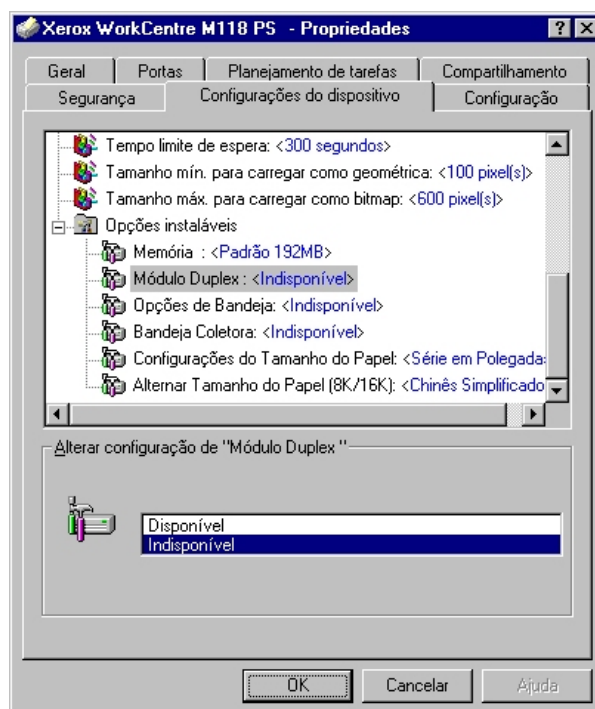 Xerox WorkCentre M118 PS - Propriedades
Geral Portas Planejamento de tarefas Compartilhamento
Segurança Configurações do dispositivo Configuração
Tempo limite de espera: <300 segundos>
Tamanho mín. para carregar como geométrica: <100 pixel(s)>
Tamanho máx. para carregar como bitmap: <600 pixel(s)>
Opções instaláveis
Memória : <Padrão 192MB>
Módulo Duplex : <Indisponível>
Opções de Bandeja: <Indisponível>
Bandeja Coletora: <Indisponível>
Configurações do Tamanho do Papel: <Série em Polegada
Alternar Tamanho do Papel (8K/16K): <Chinês Simplificado
Alterar configuração de "Módulo Duplex "
Disponível
Indisponível
OK Cancelar Ajuda